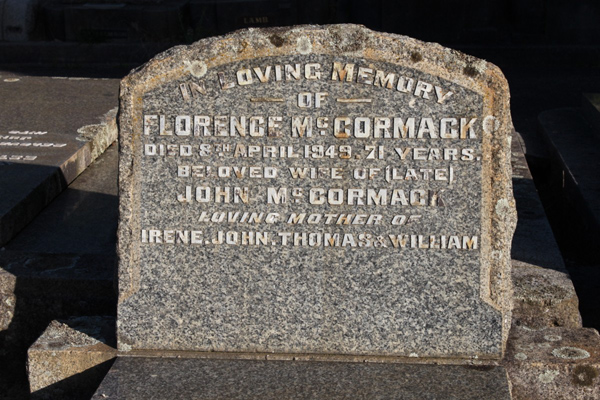 IN LOVING MEMORY
OF
FLORENCE McCORMACK
DIED 8TH APRIL 1949. 71 YEARS.
BELOVED WIFE OF (LATE)
JOHN McCORMACK
LOVING MOTHER OF
IRENE. JOHN. THOMAS & WILLIAM
LAMB